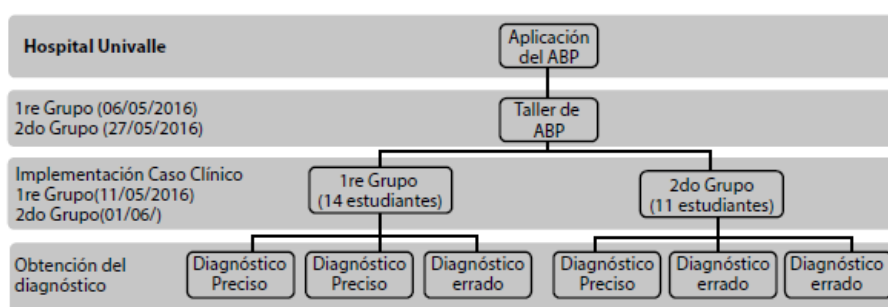 Hospital Univalle
Aplicación
del ABP
1re Grupo (06/05/2016)
2do Grupo (27/05/2016)
Taller de
ABP
Implementación Caso Clínico
1re Grupo(11/05/2016)
2do Grupo(01/06/)
1re Grupo
(14 estudiantes)
2do Grupo
(11 estudiantes)
Obtención del
diagnóstico
Diagnóstico
Preciso
Diagnóstico
Preciso
Diagnóstico
errado
Diagnóstico
Preciso
Diagnóstico
errado
Diagnóstico
errado